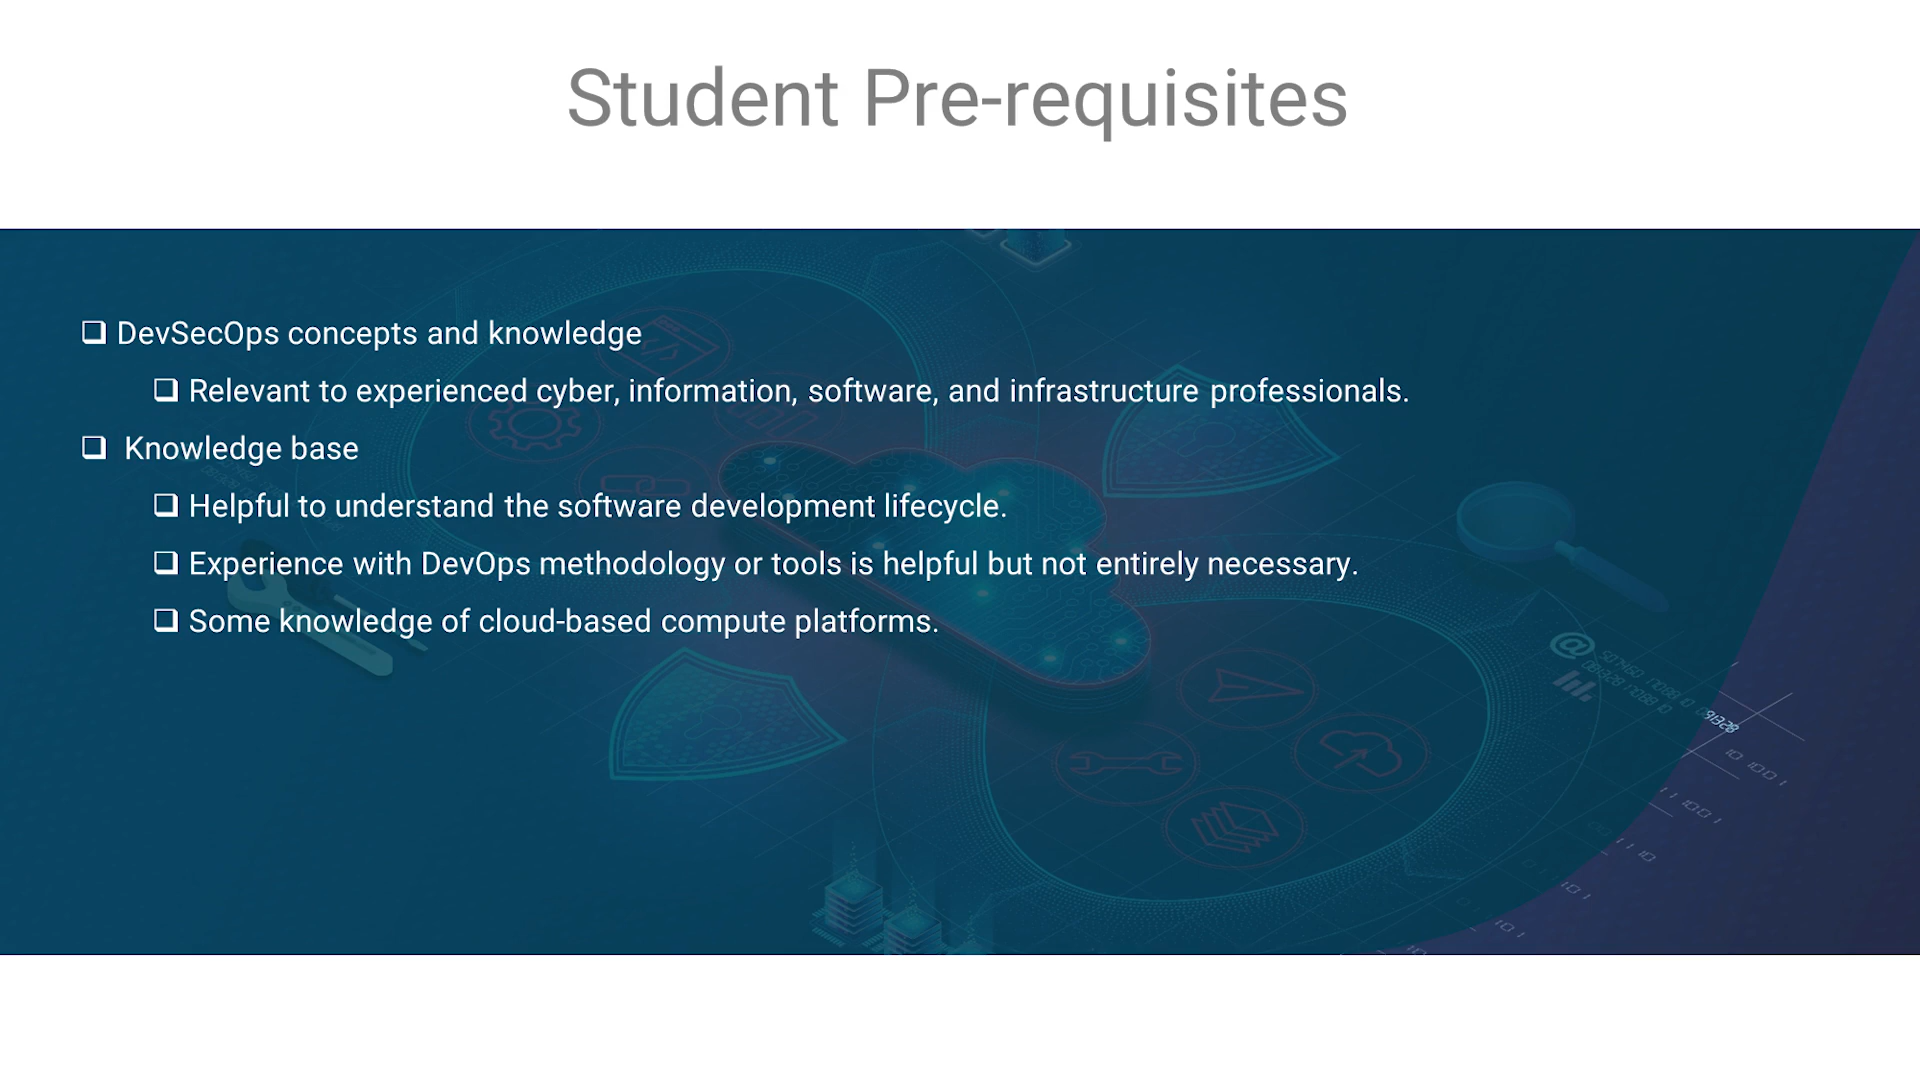 Student Pre-requisites
❑ DevSecOps concepts and knowledge
❑ Relevant to experienced cyber, information, software, and infrastructure professionals.
❑ Knowledge base
❑ Helpful to understand the software development lifecycle.
❑ Experience with DevOps methodology or tools is helpful but not entirely necessary.
❑ Some knowledge of cloud-based compute platforms.